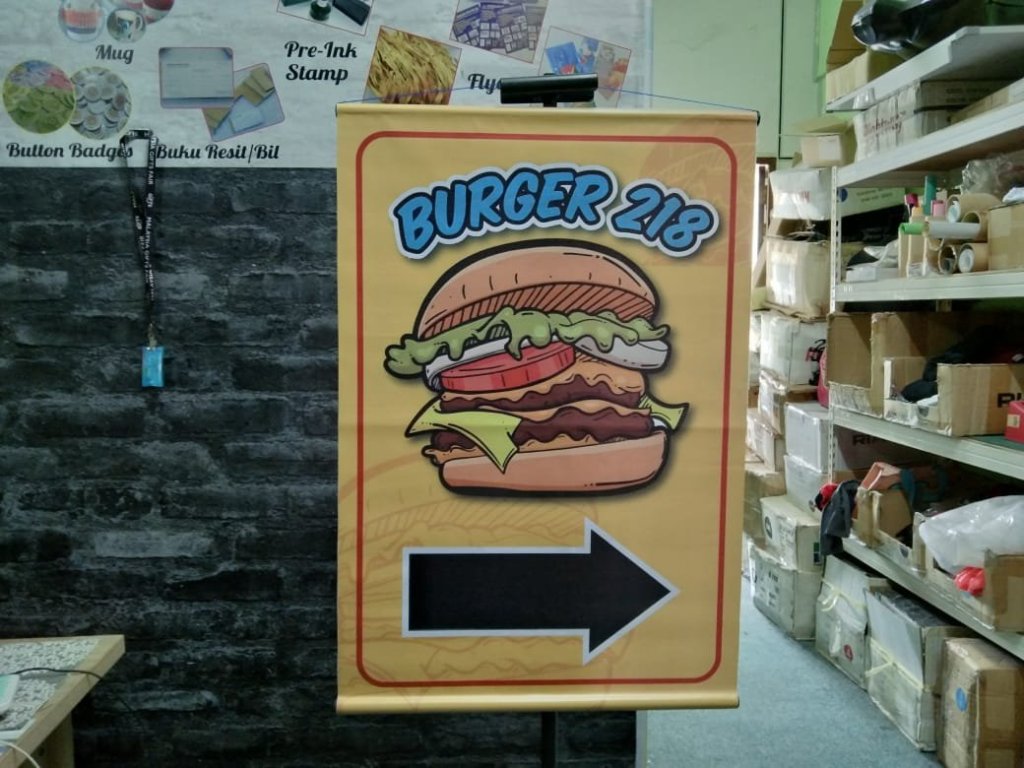 Mug
Pre-Ink
Stamp
Button Badges
Buku Resit/Bil
BURGER 218